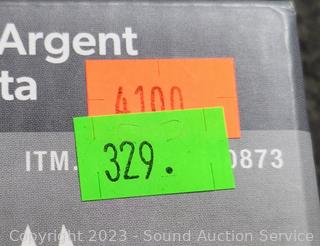 Argent
ta
4100
329.
ITM. 0873
Copyright 2023 - Sound Auction Service